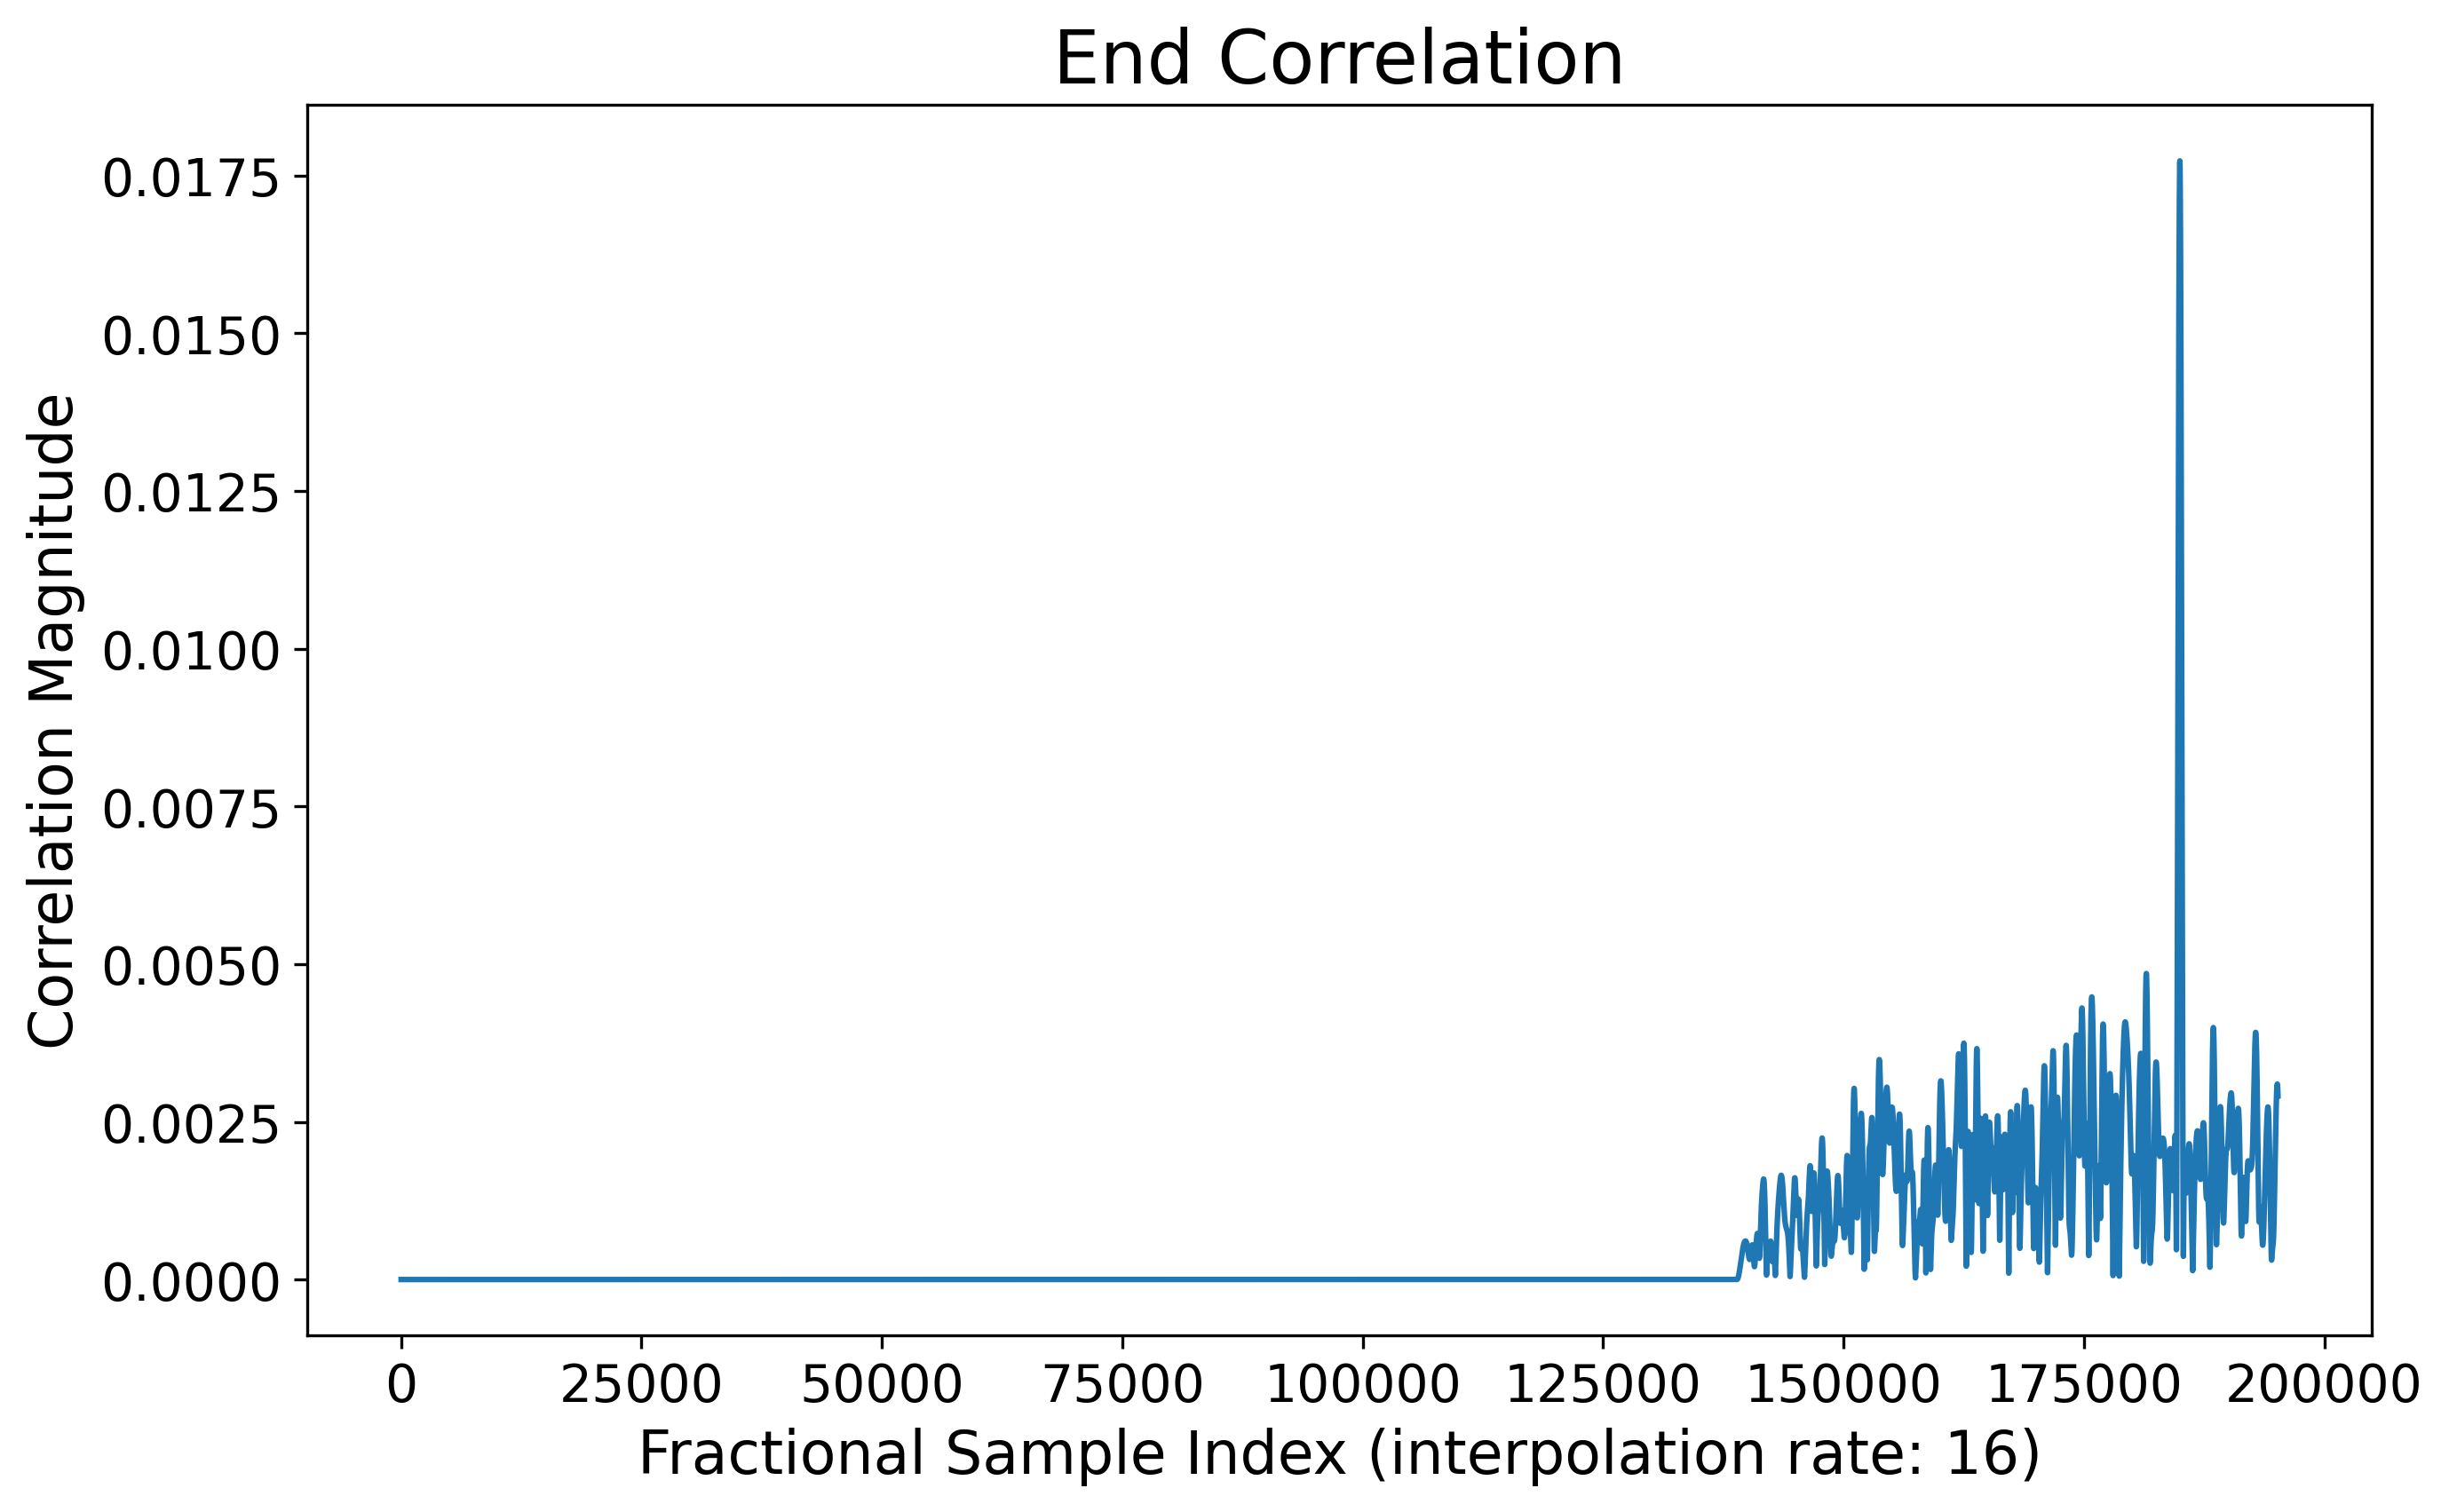 End Correlation
Correlation Magnitude
0.0175
0.0150
0.0125
0.0100
0.0075
0.0050
0.0025
0.0000
0 25000 50000 75000 100000 125000 150000 175000 200000
Fractional Sample Index (interpolation rate: 16)